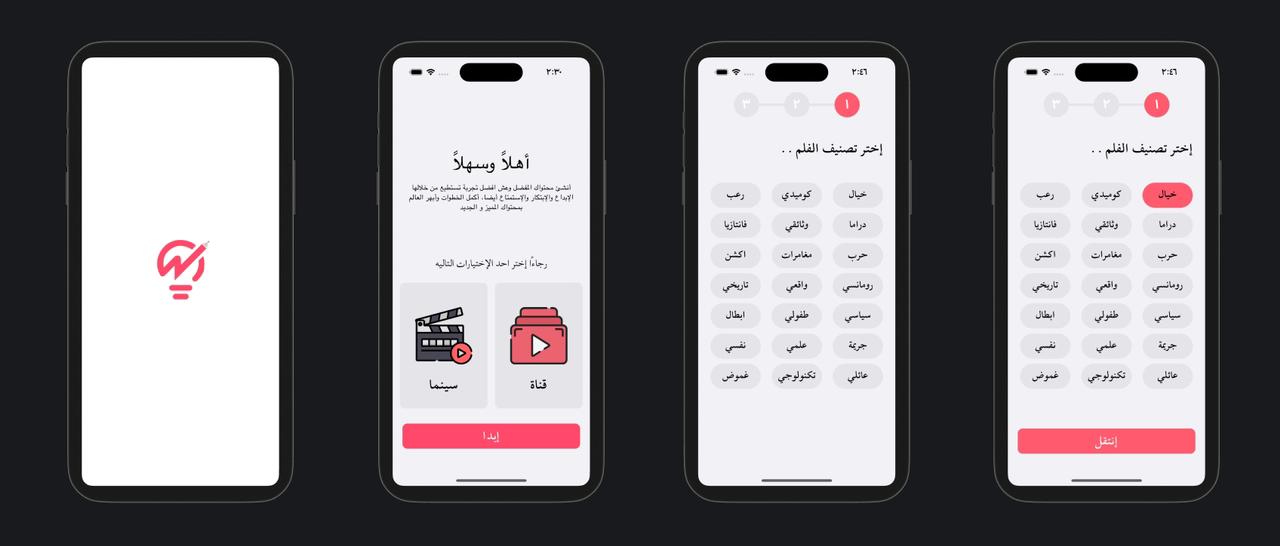 ٢:٣٠
أهلاً وسهلاً
أنشئ محتواك المفضل وعش افضل تجربة تستطيع من خلالها
الإبداع والإبتكار والإستمتاع أيضا، أكمل الخطوات وأبهر العالم
بمحتواك المميز و الجديد
رجاءًا إختر احد الإختيارات التاليه
قناة سينما
إبدا
٢:٤٦
١ ٢ ٣
إختر تصنيف الفلم . .
خيال كوميدي رعب
دراما وثائقي فانتازيا
حرب مغامرات اكشن
رومانسي واقعي تاريخي
سياسي طفولي ابطال
جريمة علمي نفسي
عائلي تكنولوجي غموض
٢:٤٦
١ ٢ ٣
إختر تصنيف الفلم . .
خيال كوميدي رعب
دراما وثائقي فانتازيا
حرب مغامرات اكشن
رومانسي واقعي تاريخي
سياسي طفولي ابطال
جريمة علمي نفسي
عائلي تكنولوجي غموض
إنتقل